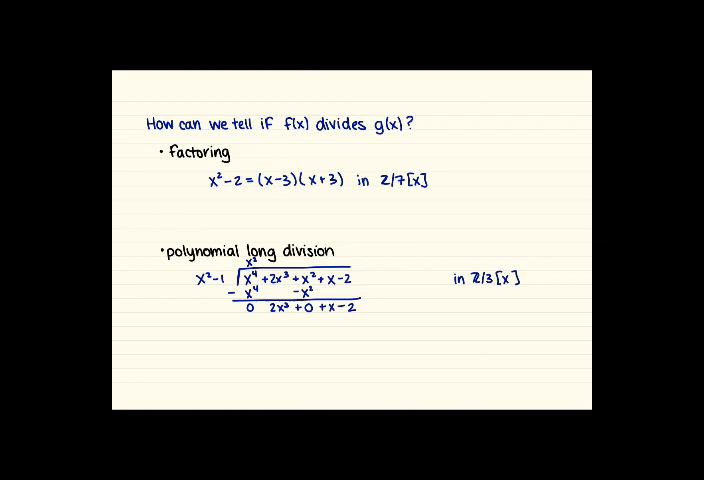 How can we tell if f(x) divides g(x)?
• factoring
x² - 2 = (x-3)(x+3) in Z/7[x]
• polynomial long division
x²
x² - 1 x⁴ + 2x³ + x² + x - 2 in Z/3[x]
- x⁴ - x²
0 2x³ + 0 + x - 2